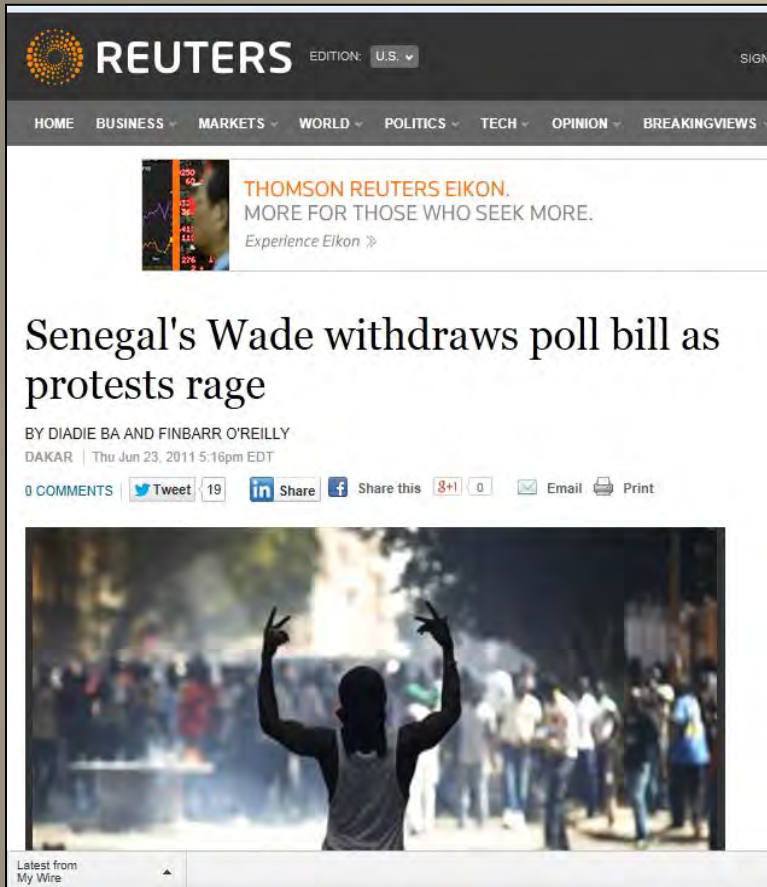 REUTERS EDITION: U.S. SIGN
HOME BUSINESS MARKETS WORLD POLITICS TECH OPINION BREAKINGVIEWS
THOMSON REUTERS EIKON.
MORE FOR THOSE WHO SEEK MORE.
Experience Eikon
Senegal's Wade withdraws poll bill as
protests rage
BY DIADIE BA AND FINBARR O'REILLY
DAKAR | Thu Jun 23, 2011 5:16pm EDT
0 COMMENTS Tweet 19 in Share f Share this g+1 0 Email Print
Latest from
My Wire